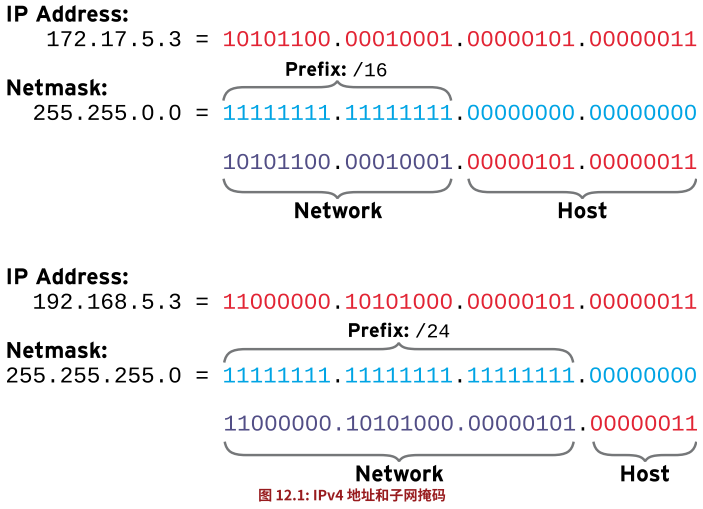 IP Address:
172.17.5.3 = 10101100.00010001.00000101.00000011
Prefix: /16
Netmask:
255.255.0.0 = 11111111.11111111.00000000.00000000
10101100.00010001.00000101.00000011
Network Host
IP Address:
192.168.5.3 = 11000000.10101000.00000101.00000011
Prefix: /24
Netmask:
255.255.255.0 = 11111111.11111111.11111111.00000000
11000000.10101000.00000101.00000011
Network Host
图 12.1: IPv4 地址和子网掩码